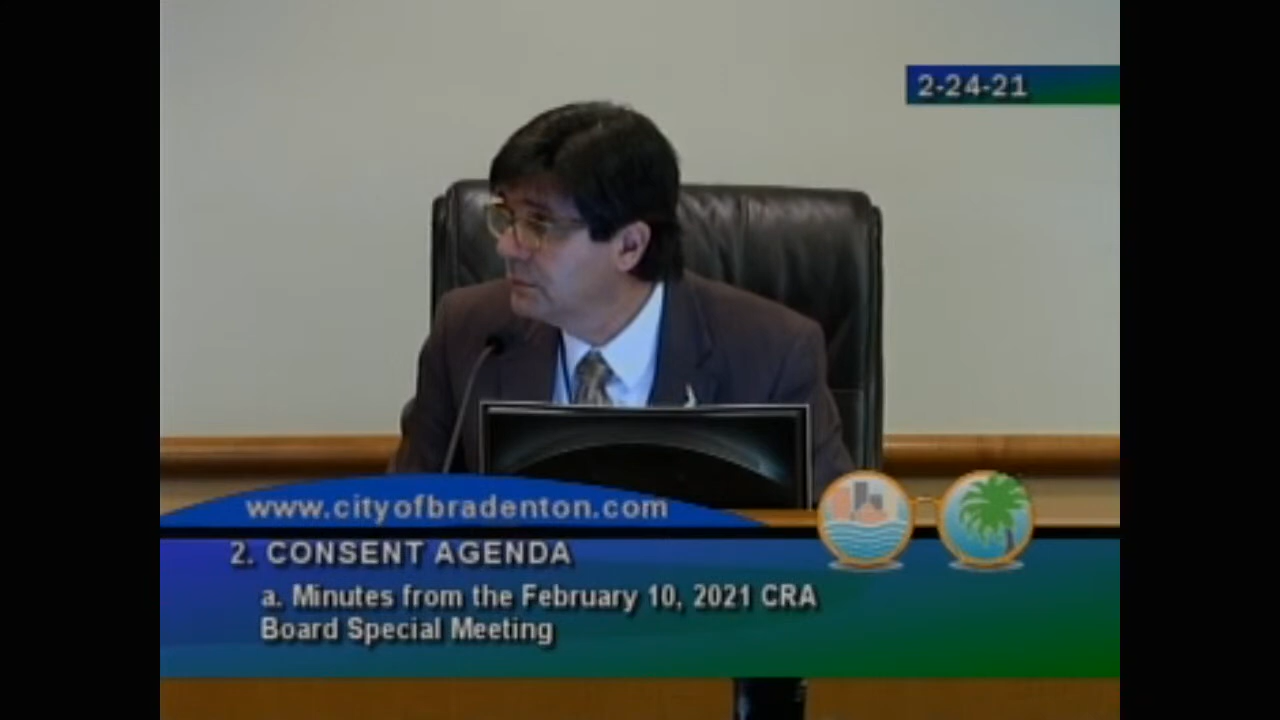 2-24-21
www.cityofbradenton.com
2. CONSENT AGENDA
a. Minutes from the February 10, 2021 CRA
Board Special Meeting